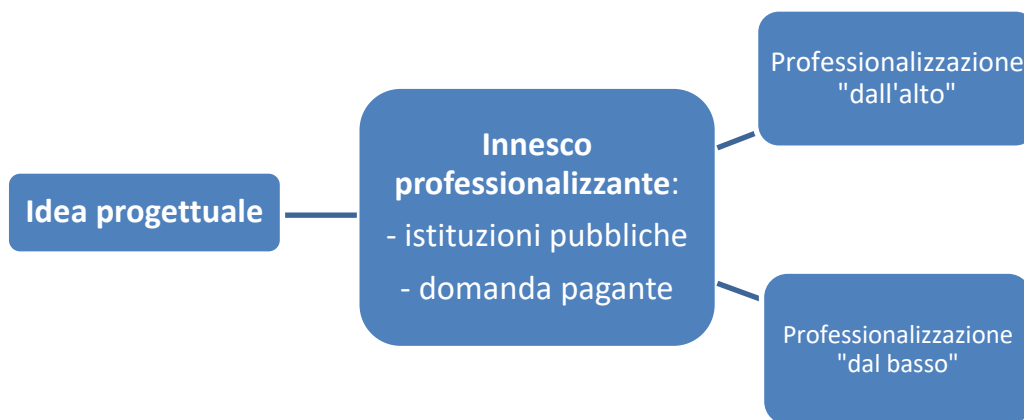 Idea progettuale
Innesco
professionalizzante:
- istituzioni pubbliche
- domanda pagante
Professionalizzazione
"dall'alto"
Professionalizzazione
"dal basso"